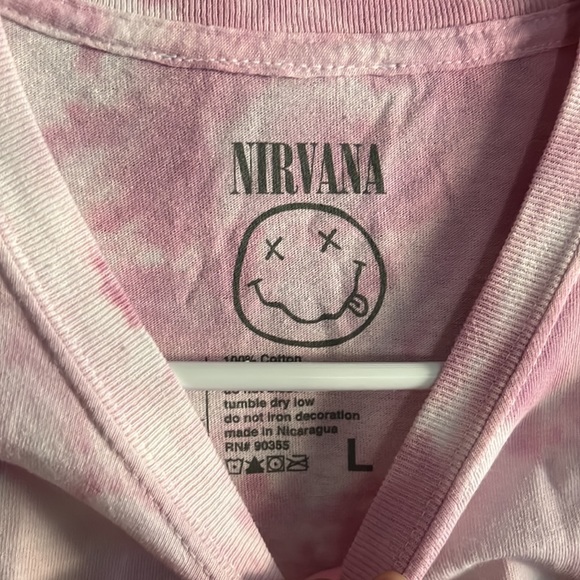 NIRVANA
100% Cotton
tumble dry low
do not iron decoration
made in Nicaragua
RN# 90355
L